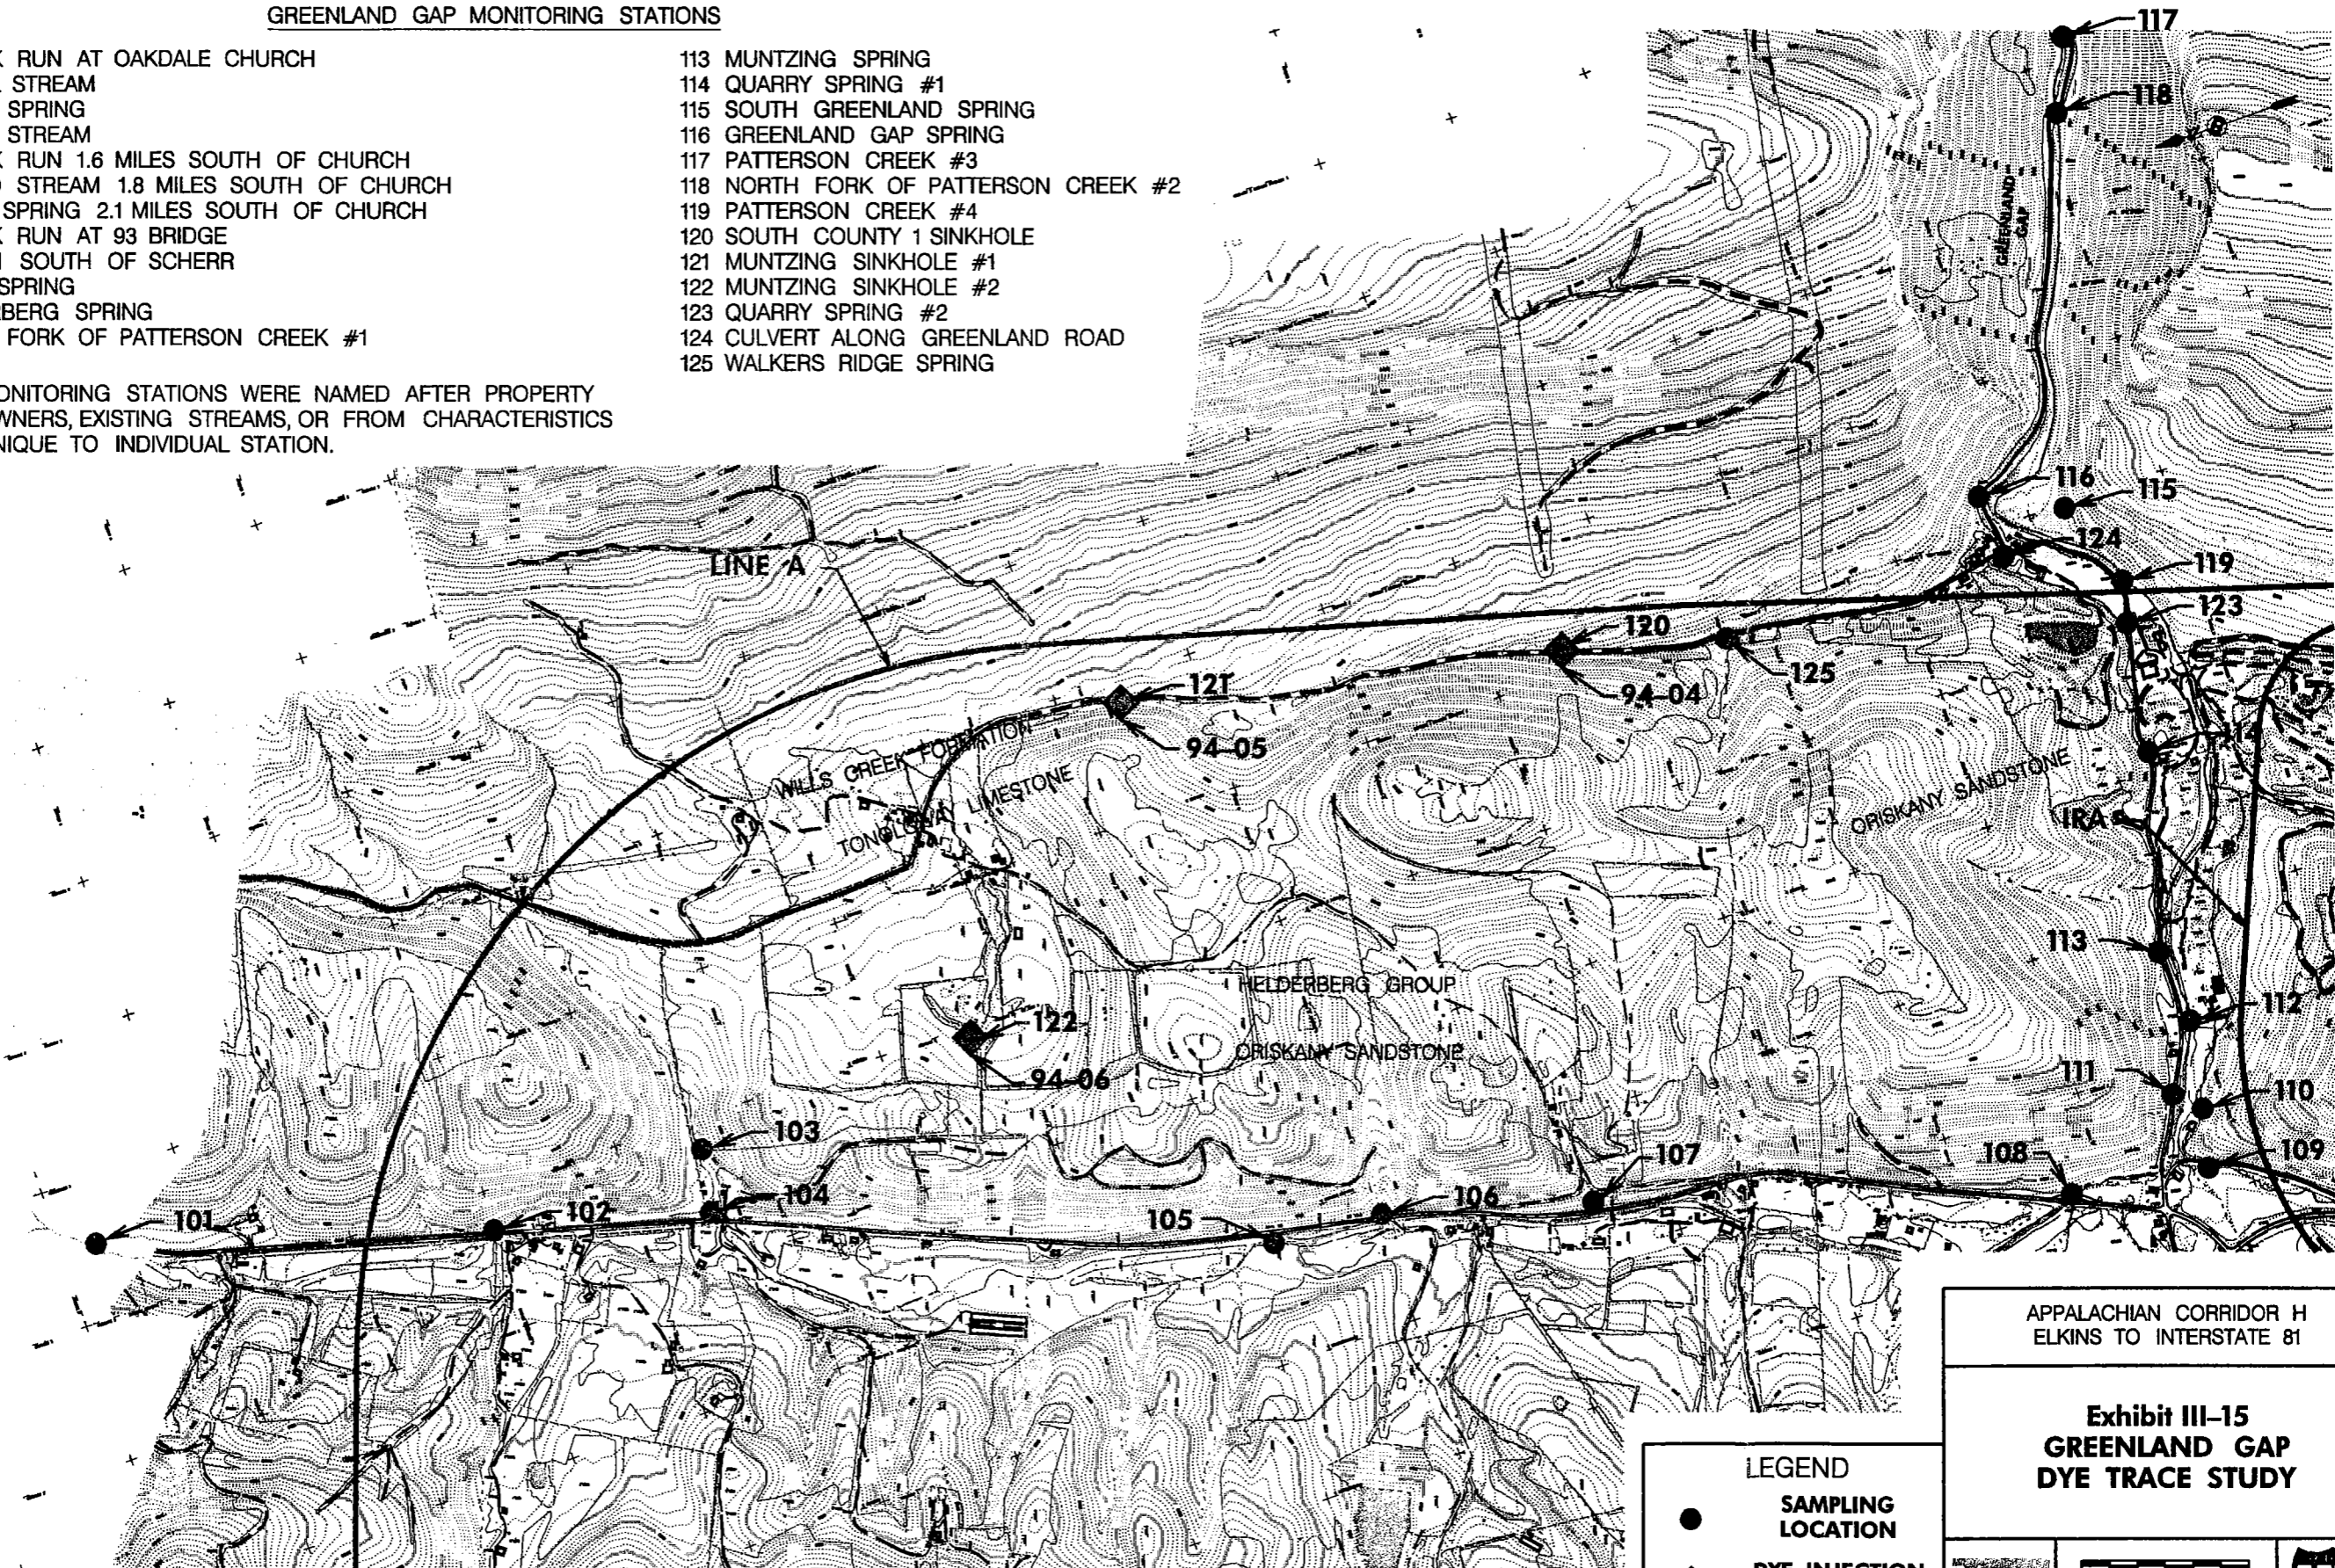 GREENLAND GAP MONITORING STATIONS
RUN AT OAKDALE CHURCH
STREAM
SPRING
STREAM
RUN 1.6 MILES SOUTH OF CHURCH
STREAM 1.8 MILES SOUTH OF CHURCH
SPRING 2.1 MILES SOUTH OF CHURCH
RUN AT 93 BRIDGE
SOUTH OF SCHERR
SPRING
BERG SPRING
FORK OF PATTERSON CREEK #1
ONITORING STATIONS WERE NAMED AFTER PROPERTY
WNERS, EXISTING STREAMS, OR FROM CHARACTERISTICS
NIQUE TO INDIVIDUAL STATION.
113 MUNTZING SPRING
114 QUARRY SPRING #1
115 SOUTH GREENLAND SPRING
116 GREENLAND GAP SPRING
117 PATTERSON CREEK #3
118 NORTH FORK OF PATTERSON CREEK #2
119 PATTERSON CREEK #4
120 SOUTH COUNTY 1 SINKHOLE
121 MUNTZING SINKHOLE #1
122 MUNTZING SINKHOLE #2
123 QUARRY SPRING #2
124 CULVERT ALONG GREENLAND ROAD
125 WALKERS RIDGE SPRING
117
118
B
GREENLAND
GAP
116
115
124
119
123
LINE A
120
125
94-04
121
94-05
114
WILLS CREEK FORMATION
TONOLOWAY LIMESTONE
ORISKANY SANDSTONE
IRA
113
HELDERBERG GROUP
112
122
ORISKANY SANDSTONE
94-06
111
110
103
107
108
109
104
106
101
102
105
APPALACHIAN CORRIDOR H
ELKINS TO INTERSTATE 81
Exhibit III-15
GREENLAND GAP
DYE TRACE STUDY
LEGEND
SAMPLING
LOCATION
DYE INJECTION